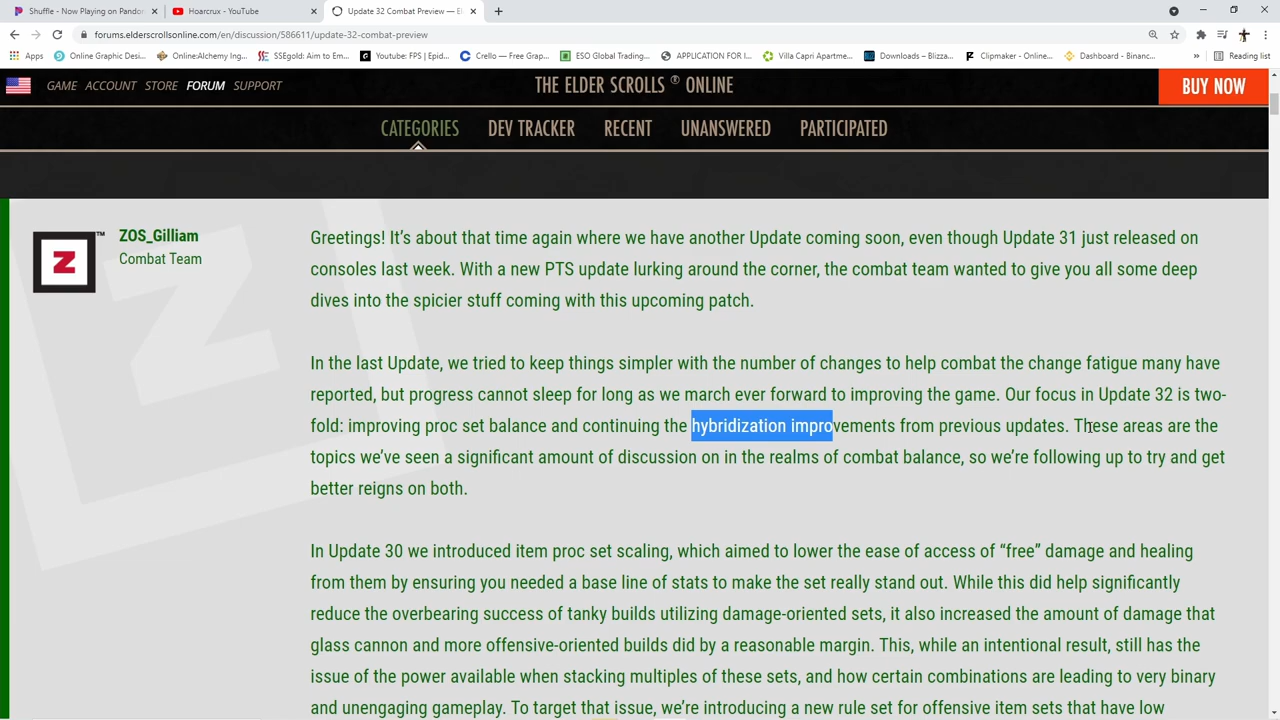 Shuffle - Now Playing on Pando
Hoarcrux - YouTube
Update 32 Combat Preview — El
forums.elderscrollsonline.com/en/discussion/586611/update-32-combat-preview
Apps
Online Graphic Desi...
Online:Alchemy Ing...
SSEgold: Aim to Em...
Youtube: FPS | Epid...
Crello — Free Grap...
ESO Global Trading...
APPLICATION FOR I...
Villa Capri Apartme...
Downloads – Blizza...
Clipmaker - Online...
Dashboard - Binanc...
»
Reading list
GAME ACCOUNT STORE FORUM SUPPORT
THE ELDER SCROLLS ® ONLINE
BUY NOW
CATEGORIES DEV TRACKER RECENT UNANSWERED PARTICIPATED
Z
™
ZOS_Gilliam
Combat Team
Greetings! It’s about that time again where we have another Update coming soon, even though Update 31 just released on
consoles last week. With a new PTS update lurking around the corner, the combat team wanted to give you all some deep
dives into the spicier stuff coming with this upcoming patch.
In the last Update, we tried to keep things simpler with the number of changes to help combat the change fatigue many have
reported, but progress cannot sleep for long as we march ever forward to improving the game. Our focus in Update 32 is two-
fold: improving proc set balance and continuing the hybridization improvements from previous updates. These areas are the
topics we’ve seen a significant amount of discussion on in the realms of combat balance, so we’re following up to try and get
better reigns on both.
In Update 30 we introduced item proc set scaling, which aimed to lower the ease of access of “free” damage and healing
from them by ensuring you needed a base line of stats to make the set really stand out. While this did help significantly
reduce the overbearing success of tanky builds utilizing damage-oriented sets, it also increased the amount of damage that
glass cannon and more offensive-oriented builds did by a reasonable margin. This, while an intentional result, still has the
issue of the power available when stacking multiples of these sets, and how certain combinations are leading to very binary
and unengaging gameplay. To target that issue, we’re introducing a new rule set for offensive item sets that have low